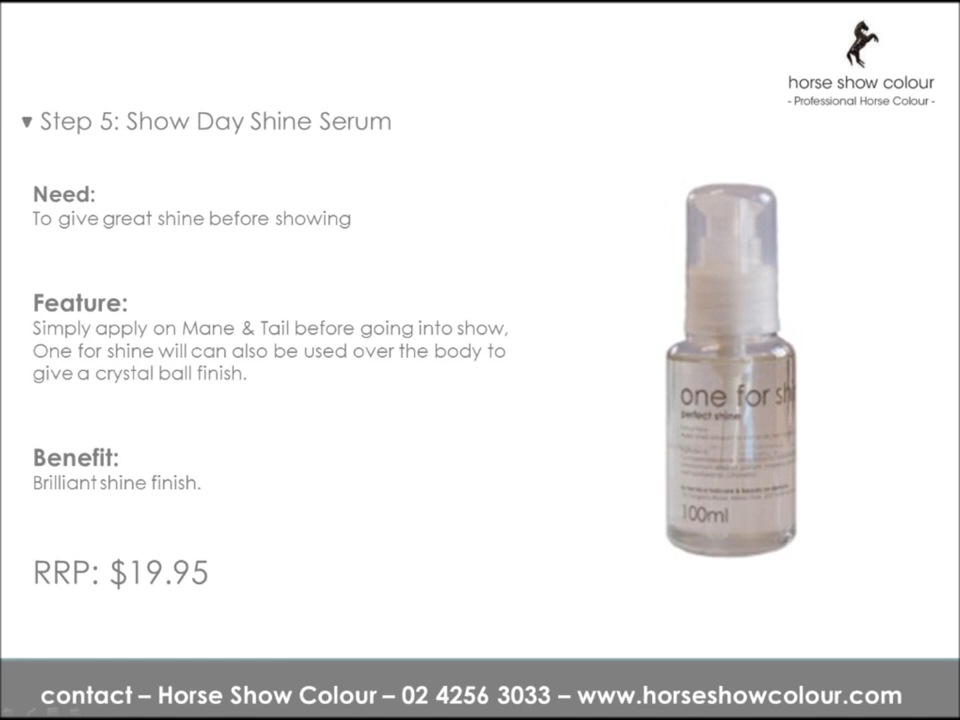 horse show colour
- Professional Horse Colour -
Step 5: Show Day Shine Serum
Need:
To give great shine before showing
Feature:
Simply apply on Mane & Tail before going into show,
One for shine will can also be used over the body to
give a crystal ball finish.
Benefit:
Brilliant shine finish.
RRP: $19.95
one for shi
perfect shine
100ml
contact – Horse Show Colour – 02 4256 3033 – www.horseshowcolour.com